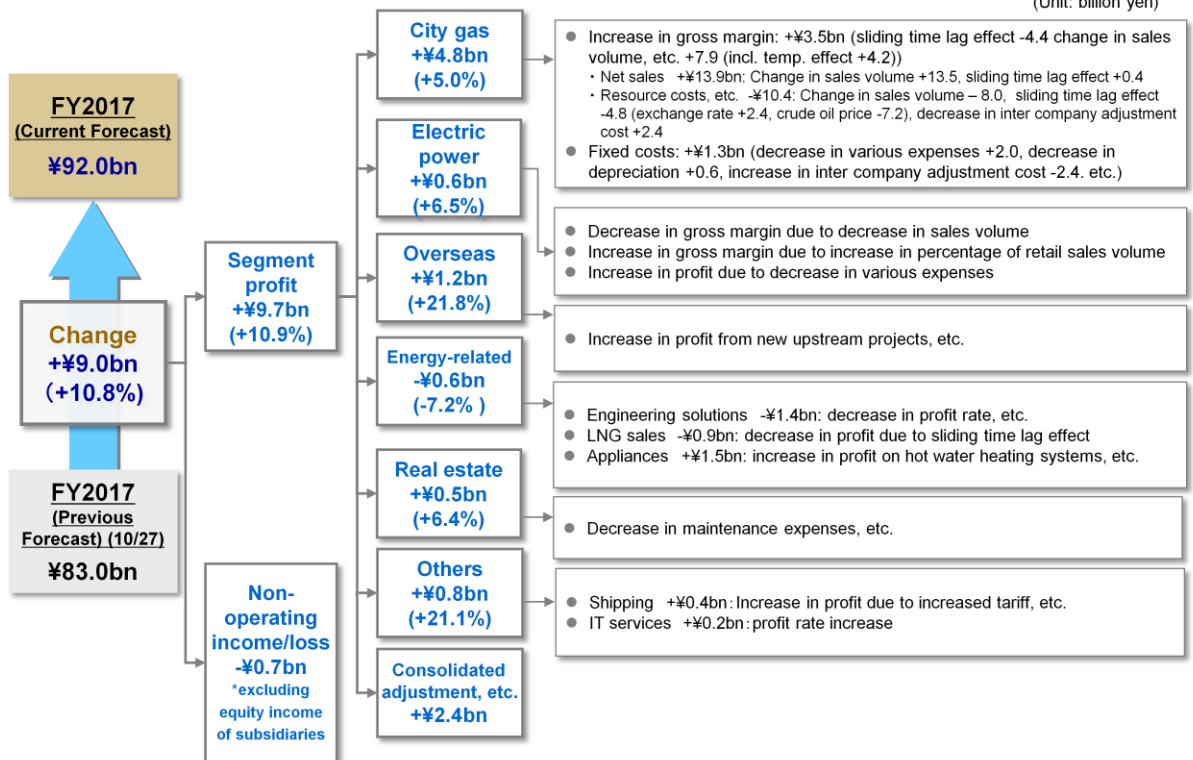 (Unit: billion yen)
FY2017
(Current Forecast)
¥92.0bn
Change
+¥9.0bn
(+10.8%)
FY2017
(Previous
Forecast) (10/27)
¥83.0bn
Segment
profit
+¥9.7bn
(+10.9%)
Non-
operating
income/loss
-¥0.7bn
*excluding
equity income
of subsidiaries
City gas
+¥4.8bn
(+5.0%)
● Increase in gross margin: +¥3.5bn (sliding time lag effect -4.4 change in sales
volume, etc. +7.9 (incl. temp. effect +4.2))
・Net sales +¥13.9bn: Change in sales volume +13.5, sliding time lag effect +0.4
・Resource costs, etc. -¥10.4: Change in sales volume – 8.0, sliding time lag effect
-4.8 (exchange rate +2.4, crude oil price -7.2), decrease in inter company adjustment
cost +2.4
● Fixed costs: +¥1.3bn (decrease in various expenses +2.0, decrease in
depreciation +0.6, increase in inter company adjustment cost -2.4. etc.)
Electric
power
+¥0.6bn
(+6.5%)
● Decrease in gross margin due to decrease in sales volume
● Increase in gross margin due to increase in percentage of retail sales volume
● Increase in profit due to decrease in various expenses
Overseas
+¥1.2bn
(+21.8%)
● Increase in profit from new upstream projects, etc.
Energy-related
-¥0.6bn
(-7.2% )
● Engineering solutions -¥1.4bn: decrease in profit rate, etc.
● LNG sales -¥0.9bn: decrease in profit due to sliding time lag effect
● Appliances +¥1.5bn: increase in profit on hot water heating systems, etc.
Real estate
+¥0.5bn
(+6.4%)
● Decrease in maintenance expenses, etc.
Others
+¥0.8bn
(+21.1%)
● Shipping +¥0.4bn:Increase in profit due to increased tariff, etc.
● IT services +¥0.2bn:profit rate increase
Consolidated
adjustment, etc.
+¥2.4bn